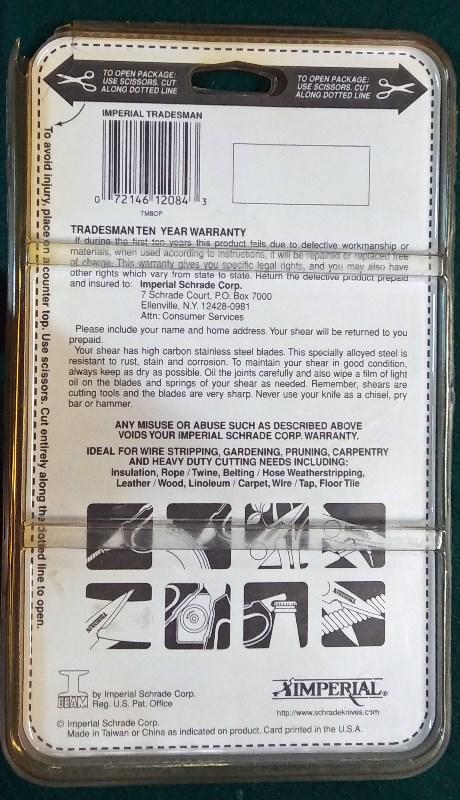 TO OPEN PACKAGE:
USE SCISSORS. CUT
ALONG DOTTED LINE
TO OPEN PACKAGE:
USE SCISSORS. CUT
ALONG DOTTED LINE
To avoid injury, place on a counter top. Use scissors. Cut entirely along the dotted line to open.
IMPERIAL TRADESMAN
0 72146 12084 3
TMBCP
TRADESMAN TEN YEAR WARRANTY
If during the first ten years this product fails due to defective workmanship or
materials, when used according to instructions, it will be repaired or replaced free
of charge. This warranty gives you specific legal rights, and you may also have
other rights which vary from state to state. Return the defective product prepaid
and insured to: Imperial Schrade Corp.
7 Schrade Court, P.O. Box 7000
Ellenville, N.Y. 12428-0981
Attn: Consumer Services
Please include your name and home address. Your shear will be returned to you
prepaid.
Your shear has high carbon stainless steel blades. This specially alloyed steel is
resistant to rust, stain and corrosion. To maintain your shear in good condition,
always keep as dry as possible. Oil the joints carefully and also wipe a film of light
oil on the blades and springs of your shear as needed. Remember, shears are
cutting tools and the blades are very sharp. Never use your knife as a chisel, pry
bar or hammer.
ANY MISUSE OR ABUSE SUCH AS DESCRIBED ABOVE
VOIDS YOUR IMPERIAL SCHRADE CORP. WARRANTY.
IDEAL FOR WIRE STRIPPING, GARDENING, PRUNING, CARPENTRY
AND HEAVY DUTY CUTTING NEEDS INCLUDING:
Insulation, Rope / Twine, Belting / Hose Weatherstripping,
Leather / Wood, Linoleum / Carpet, Wire / Tap, Floor Tile
I BEAM
by Imperial Schrade Corp.
Reg. U.S. Pat. Office
IMPERIAL®
http://www.schradeknives.com
© Imperial Schrade Corp.
Made in Taiwan or China as indicated on product. Card printed in the U.S.A.